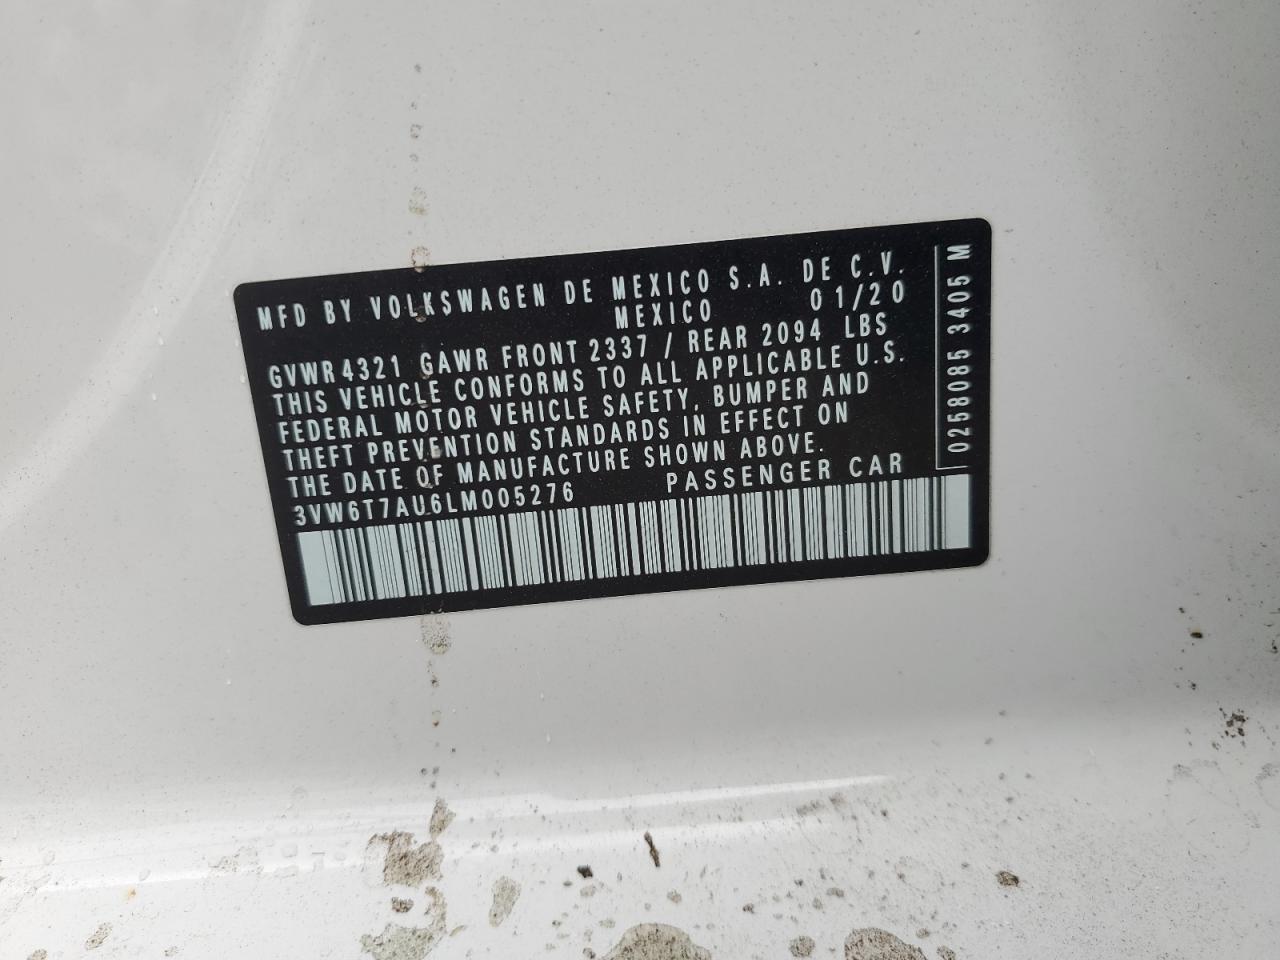 MFD BY VOLKSWAGEN DE MEXICO S.A. DE C.V.
MEXICO 01/20
GVWR 4321 GAWR FRONT 2337 / REAR 2094 LBS
THIS VEHICLE CONFORMS TO ALL APPLICABLE U.S.
FEDERAL MOTOR VEHICLE SAFETY, BUMPER AND
THEFT PREVENTION STANDARDS IN EFFECT ON
THE DATE OF MANUFACTURE SHOWN ABOVE.
3VW6T7AU6LM005276 PASSENGER CAR
0258085 3405 M